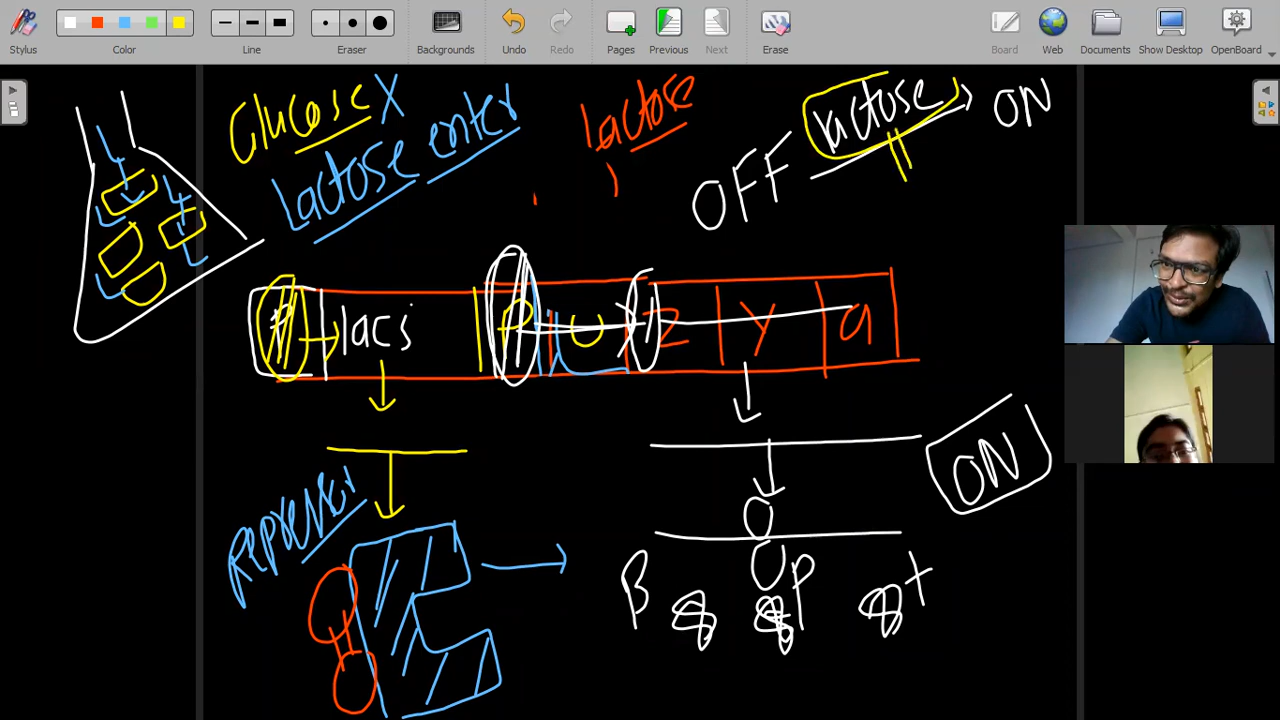 Stylus Color Line Eraser Backgrounds Undo Redo Pages Previous Next Erase Board Web Documents Show Desktop OpenBoard
Glucose X
Lactose enter
lactose
OFF lactose ON
P laci P O Z Y a
ON
Repressor
β P t